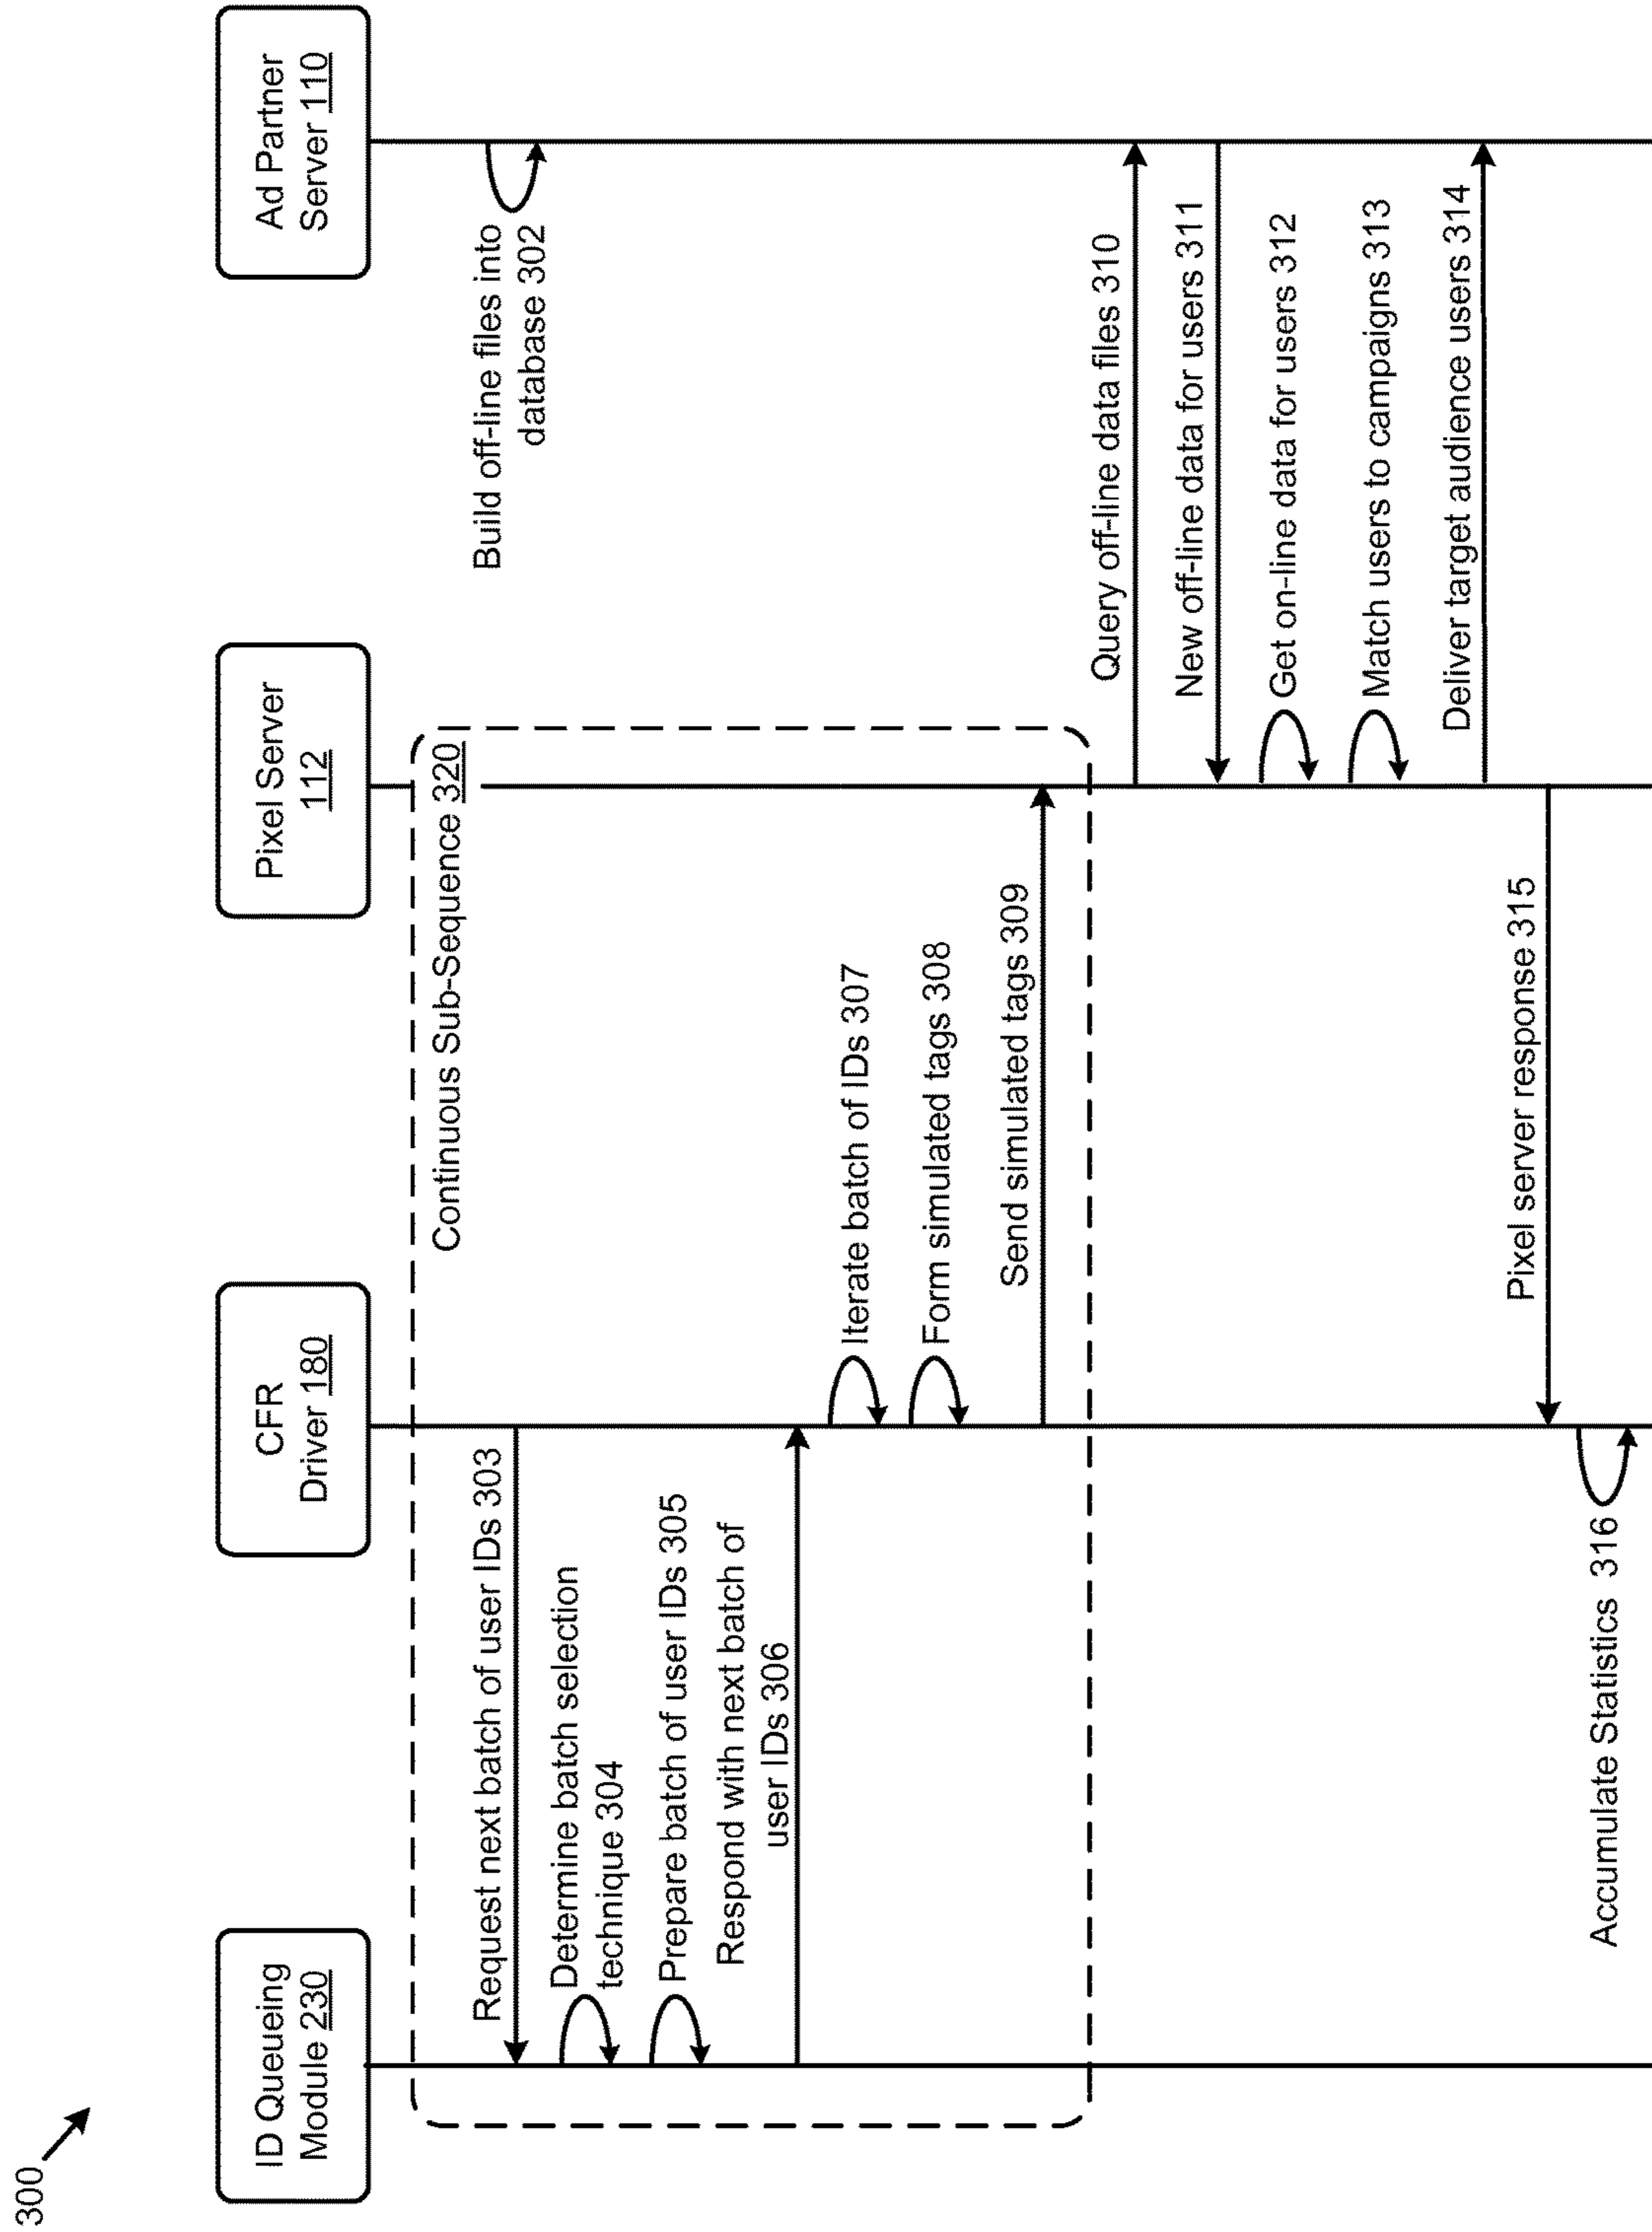 300
ID Queueing
Module 230
CFR
Driver 180
Pixel Server
112
Ad Partner
Server 110
Continuous Sub-Sequence 320
Build off-line files into
database 302
Request next batch of user IDs 303
Determine batch selection
technique 304
Prepare batch of user IDs 305
Respond with next batch of
user IDs 306
Iterate batch of IDs 307
Form simulated tags 308
Send simulated tags 309
Query off-line data files 310
New off-line data for users 311
Get on-line data for users 312
Match users to campaigns 313
Deliver target audience users 314
Pixel server response 315
Accumulate Statistics 316